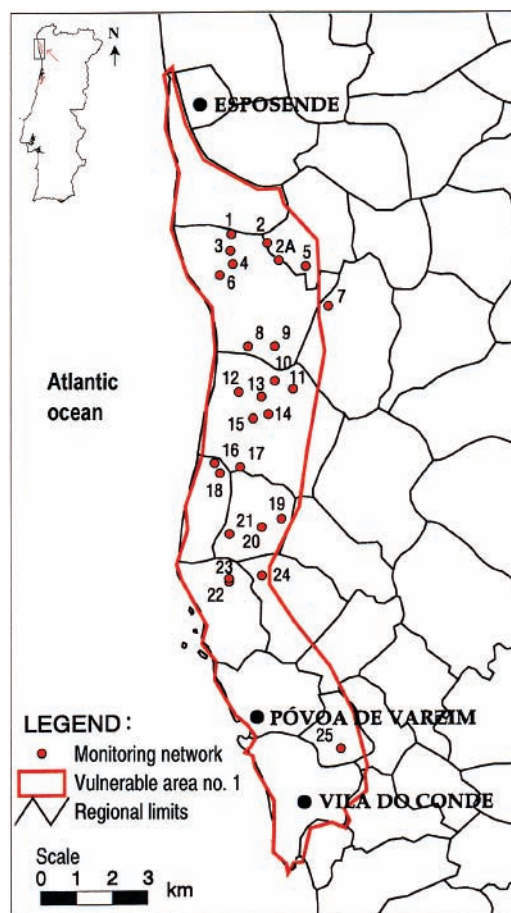 N
ESPOSENDE
1
2
3
2A
4
5
6
7
8
9
10
Atlantic
ocean
12
13
11
15
14
16
17
18
19
21
20
23
24
22
LEGEND:
PÓVOA DE VARZIM
Monitoring network
25
Vulnerable area no. 1
Regional limits
VILA DO CONDE
Scale
0 1 2 3
km